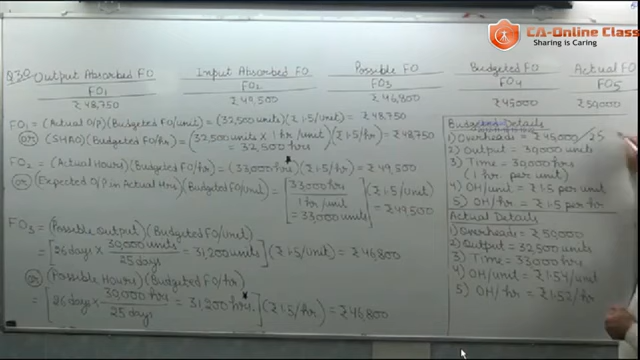 CA-Online Class
Sharing is Caring
Output Absorbed FO Input Absorbed FO Possible FO Budgeted FO Actual FO
FO1 FO2 FO3 FO4 FO5
₹48,750 ₹49,500 ₹46,800 ₹45000 ₹50000
FO1 = (Actual O/P)(Budgeted FO/unit) = (32,500 units)(₹1.5/unit) = ₹48,750
OR (SHAO)(Budgeted FO/hr) = (32,500 units X 1 hr/unit)(₹1.5/hr) = ₹48,750
= 32,500 hrs
FO2 = (Actual Hours)(Budgeted FO/hr) = (33,000 hrs)(₹1.5/hr) = ₹49,500
OR (Expected O/P in Actual Hrs)(Budgeted FO/unit) = [33,000 hrs / 1 hr/unit = 33,000 units](₹1.5/unit) = ₹49,500
FO3 = (Possible Output)(Budgeted FO/unit)
= [26 days x 30,000 units / 25 days = 31,200 units](₹1.5/unit) = ₹46,800
OR (Possible Hours)(Budgeted FO/hr)
= [26 days x 30,000 hrs / 25 days = 31,200 hrs](₹1.5/hr) = ₹46,800
Budgeted Details
1) Overheads = ₹45000 / 25
2) Output = 30,000 units
3) Time = 30,000 hrs
(1 hr. per unit)
4) OH/unit = ₹1.5 per unit
5) OH/hr = ₹1.5 per hr
Actual Details
1) Overheads = ₹50000
2) Output = 32,500 units
3) Time = 33,000 hrs
4) OH/unit = ₹1.54/unit
5) OH/hr = ₹1.52/hr